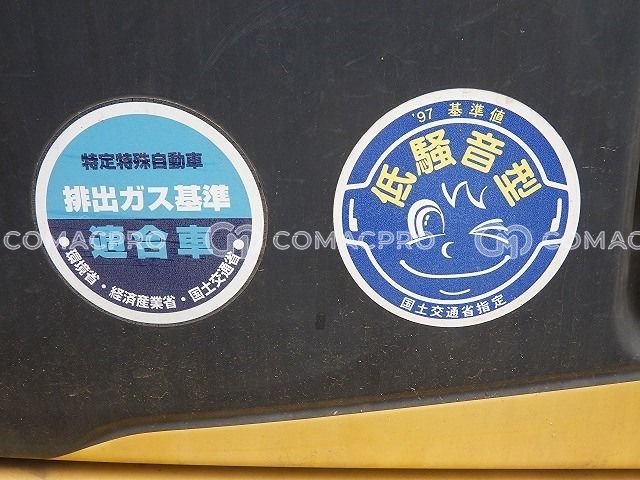 特定特殊自動車
排出ガス基準
適合車
・環境省・経済産業省・国土交通省・
'97 基準値
低騒音型
国土交通省指定
COMACPRO COMACPRO COMACPRO